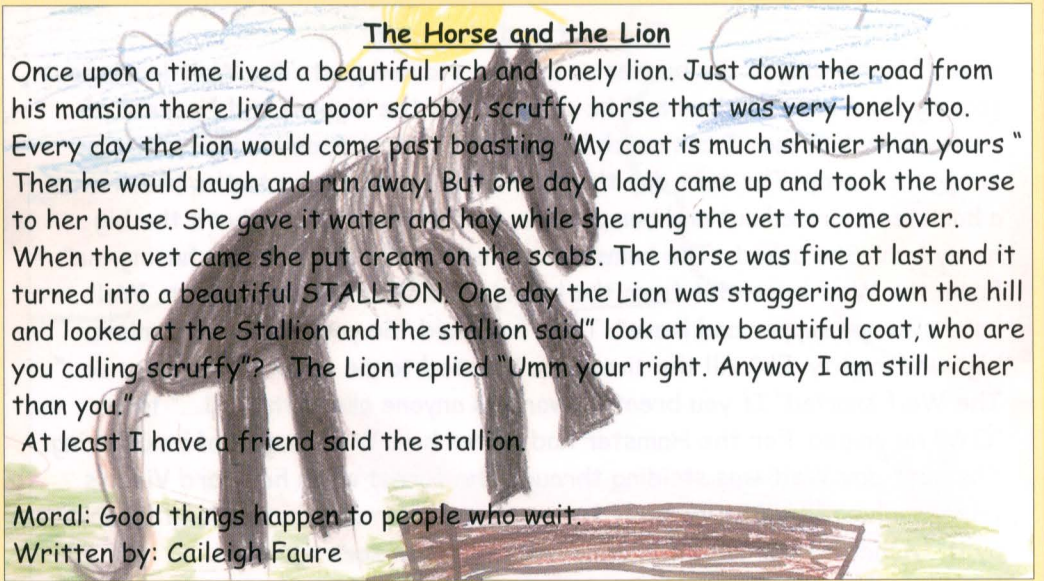 The Horse and the Lion
Once upon a time lived a beautiful rich and lonely lion. Just down the road from
his mansion there lived a poor scabby, scruffy horse that was very lonely too.
Every day the lion would come past boasting "My coat is much shinier than yours "
Then he would laugh and run away. But one day a lady came up and took the horse
to her house. She gave it water and hay while she rung the vet to come over.
When the vet came she put cream on the scabs. The horse was fine at last and it
turned into a beautiful STALLION. One day the Lion was staggering down the hill
and looked at the Stallion and the stallion said" look at my beautiful coat, who are
you calling scruffy"? The Lion replied "Umm your right. Anyway I am still richer
than you."
At least I have a friend said the stallion.
Moral: Good things happen to people who wait.
Written by: Caileigh Faure